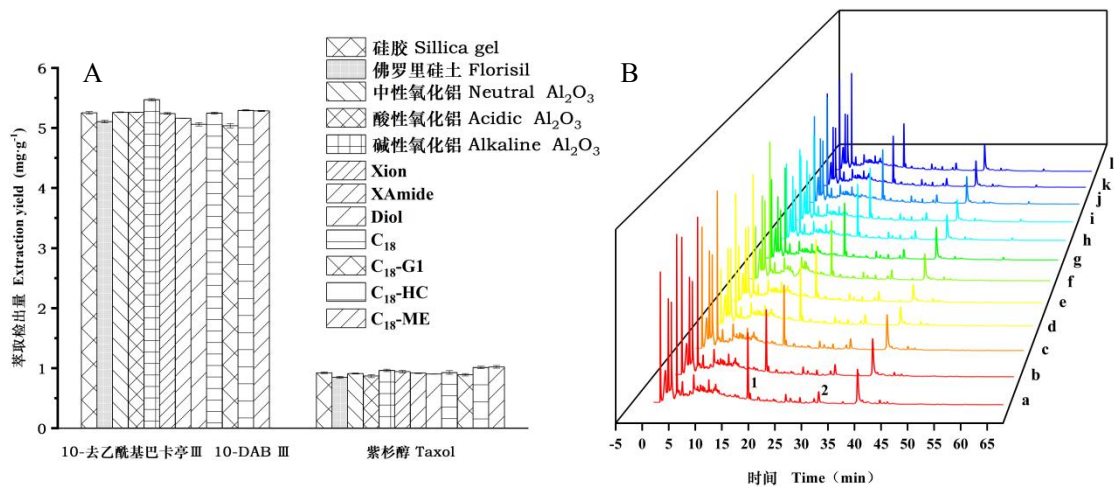 A
萃取检出量 Extraction yield (mg·g⁻¹)
6
5
4
3
2
1
0
10-去乙酰基巴卡亭Ⅲ 10-DAB Ⅲ
紫杉醇 Taxol
硅胶 Sillica gel
佛罗里硅土 Florisil
中性氧化铝 Neutral Al₂O₃
酸性氧化铝 Acidic Al₂O₃
碱性氧化铝 Alkaline Al₂O₃
Xion
XAmide
Diol
C₁₈
C₁₈-G1
C₁₈-HC
C₁₈-ME
B
l
k
j
i
h
g
f
e
d
c
b
a
1
2
-5 0 5 10 15 20 25 30 35 40 45 50 55 60 65
时间 Time（min）